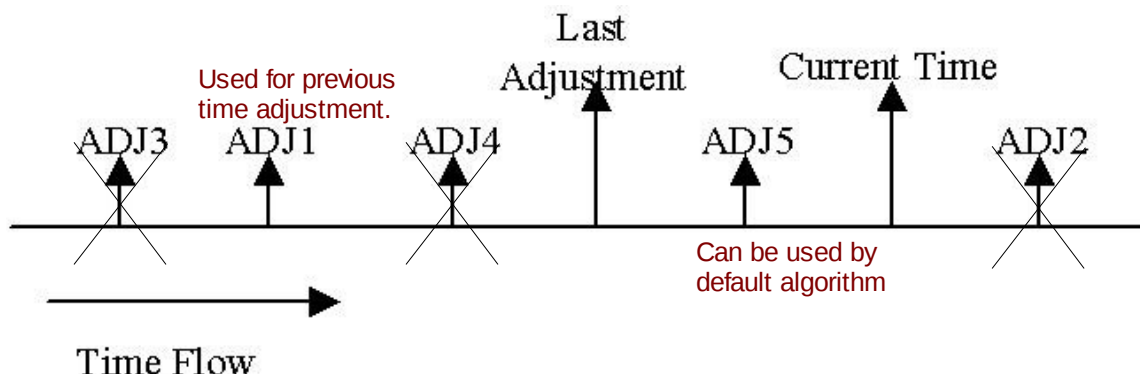 Last
Adjustment
Current Time
Used for previous
time adjustment.
ADJ3
ADJ1
ADJ4
ADJ5
ADJ2
Can be used by
default algorithm
Time Flow